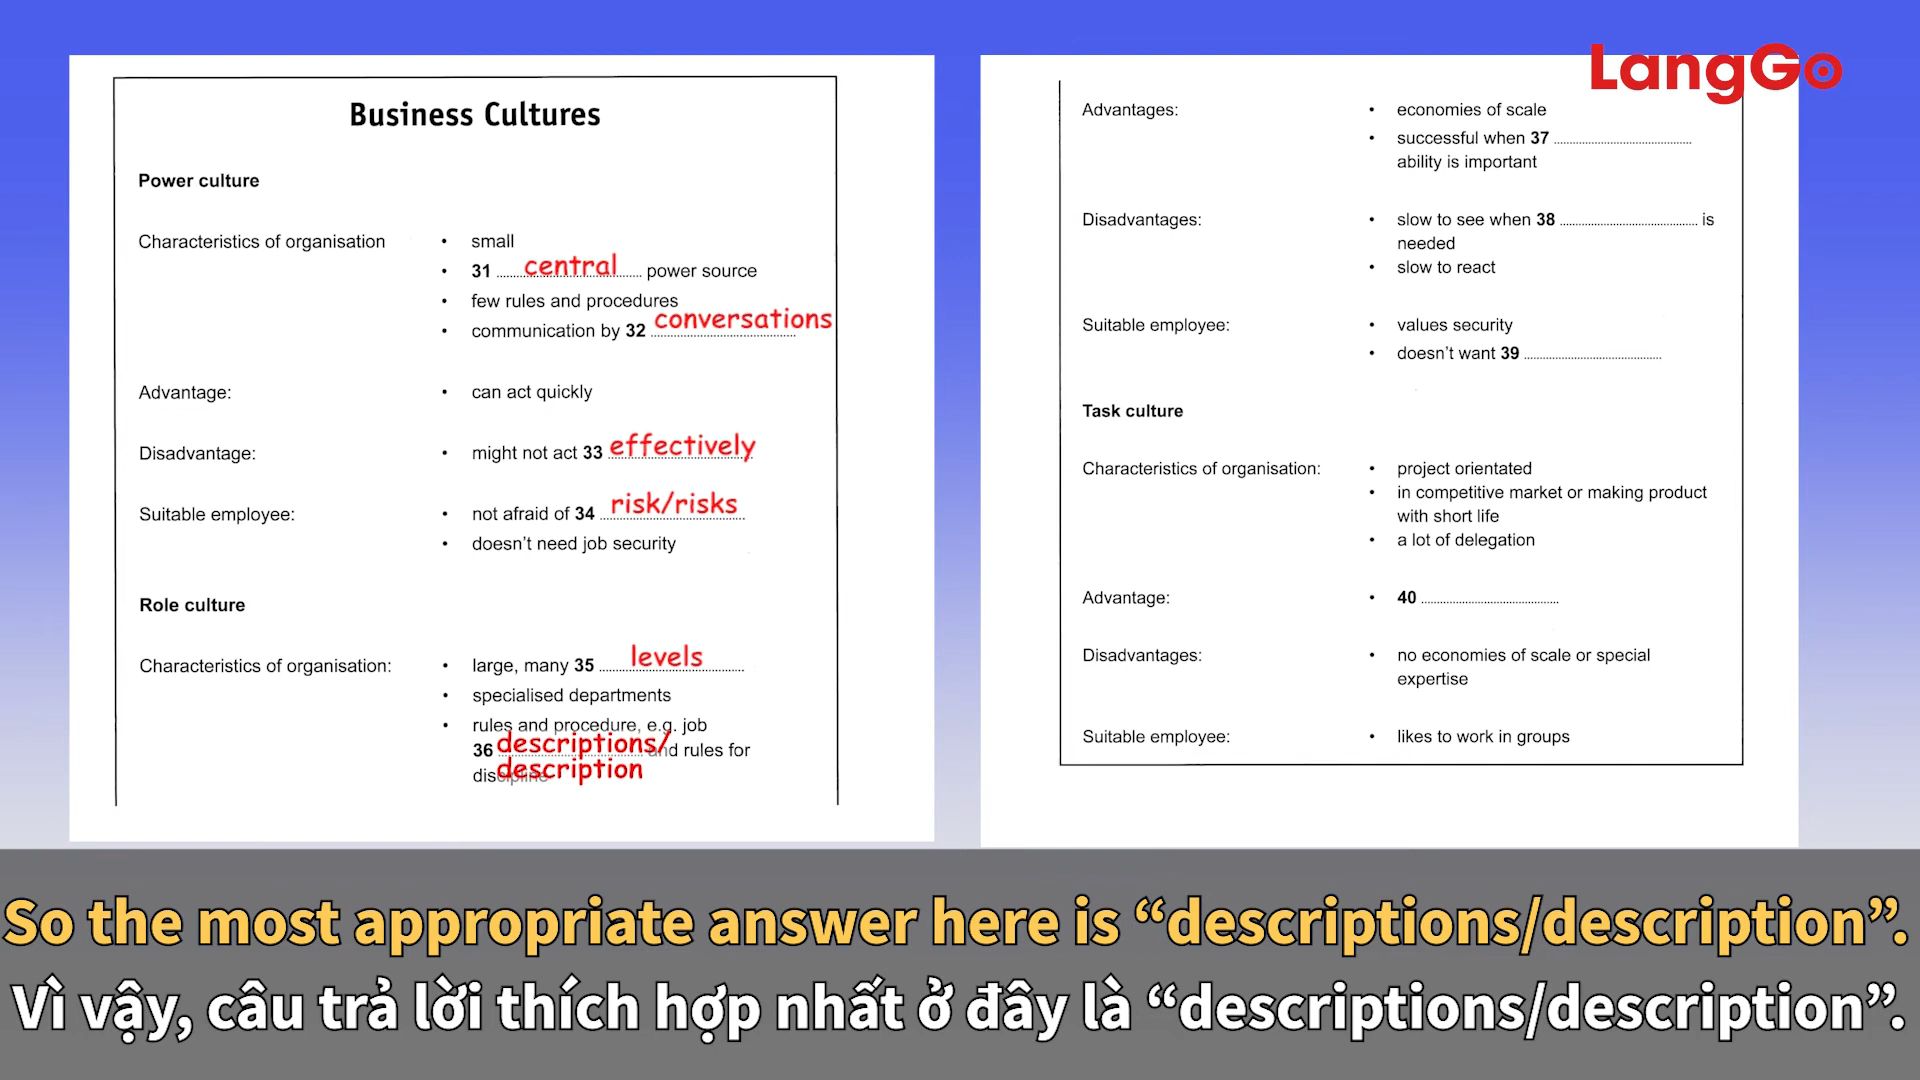 LangGo
Business Cultures
Power culture
Characteristics of organisation
• small
• 31 central power source
• few rules and procedures
• communication by 32 conversations
Advantage:
• can act quickly
Disadvantage:
• might not act 33 effectively
Suitable employee:
• not afraid of 34 risk/risks
• doesn't need job security
Role culture
Characteristics of organisation:
• large, many 35 levels
• specialised departments
• rules and procedure, e.g. job
36 descriptions/ and rules for
discipline description
Advantages:
• economies of scale
• successful when 37 ........................
ability is important
Disadvantages:
• slow to see when 38 ........................ is
needed
• slow to react
Suitable employee:
• values security
• doesn't want 39 ........................
Task culture
Characteristics of organisation:
• project orientated
• in competitive market or making product
with short life
• a lot of delegation
Advantage:
• 40 ........................
Disadvantages:
• no economies of scale or special
expertise
Suitable employee:
• likes to work in groups
So the most appropriate answer here is “descriptions/description”.
Vì vậy, câu trả lời thích hợp nhất ở đây là “descriptions/description”.